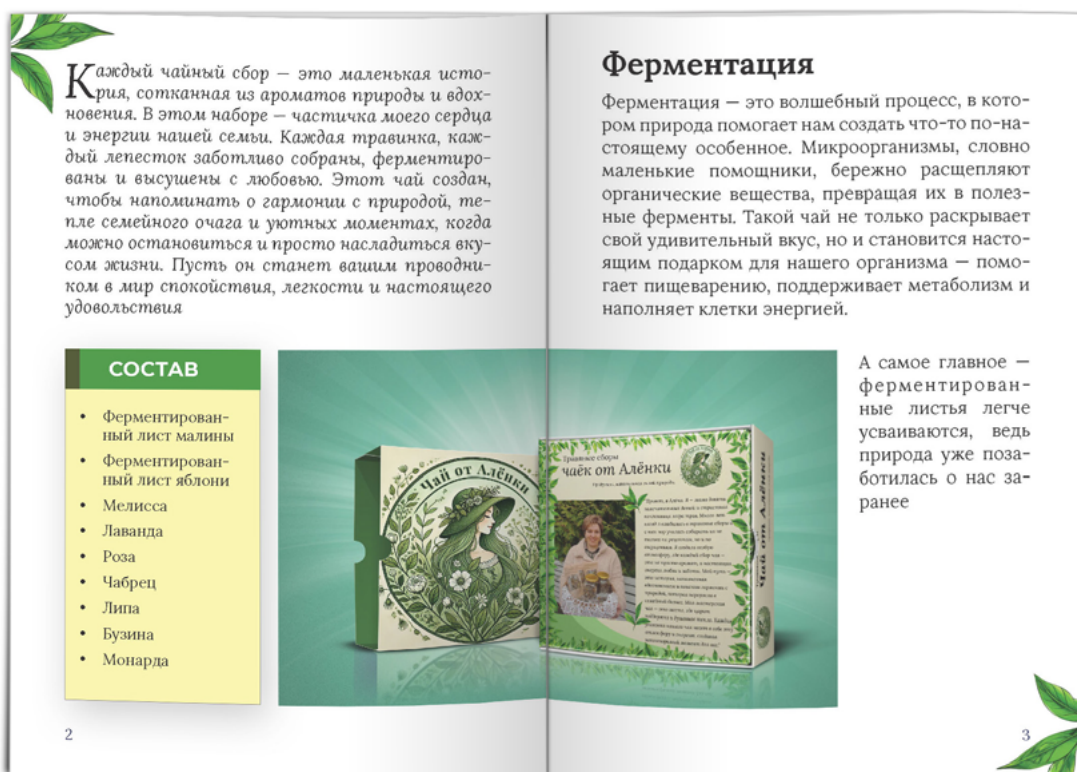 Каждый чайный сбор — это маленькая исто-
рия, сотканная из ароматов природы и вдох-
новения. В этом наборе — частичка моего сердца
и энергии нашей семьи. Каждая травинка, каж-
дый лепесток заботливо собраны, ферментиро-
ваны и высушены с любовью. Этот чай создан,
чтобы напоминать о гармонии с природой, те-
пле семейного очага и уютных моментах, когда
можно остановиться и просто насладиться вку-
сом жизни. Пусть он станет вашим проводни-
ком в мир спокойствия, легкости и настоящего
удовольствия
СОСТАВ
• Ферментирован-
ный лист малины
• Ферментирован-
ный лист яблони
• Мелисса
• Лаванда
• Роза
• Чабрец
• Липа
• Бузина
• Монарда
2
Чай от Алёнки
Травяные сборы
чаёк от Алёнки
Чай от Алёнки
Ферментация
Ферментация — это волшебный процесс, в кото-
ром природа помогает нам создать что-то по-на-
стоящему особенное. Микроорганизмы, словно
маленькие помощники, бережно расщепляют
органические вещества, превращая их в полез-
ные ферменты. Такой чай не только раскрывает
свой удивительный вкус, но и становится насто-
ящим подарком для нашего организма — помо-
гает пищеварению, поддерживает метаболизм и
наполняет клетки энергией.
А самое главное —
ферментирован-
ные листья легче
усваиваются, ведь
природа уже поза-
ботилась о нас за-
ранее
3